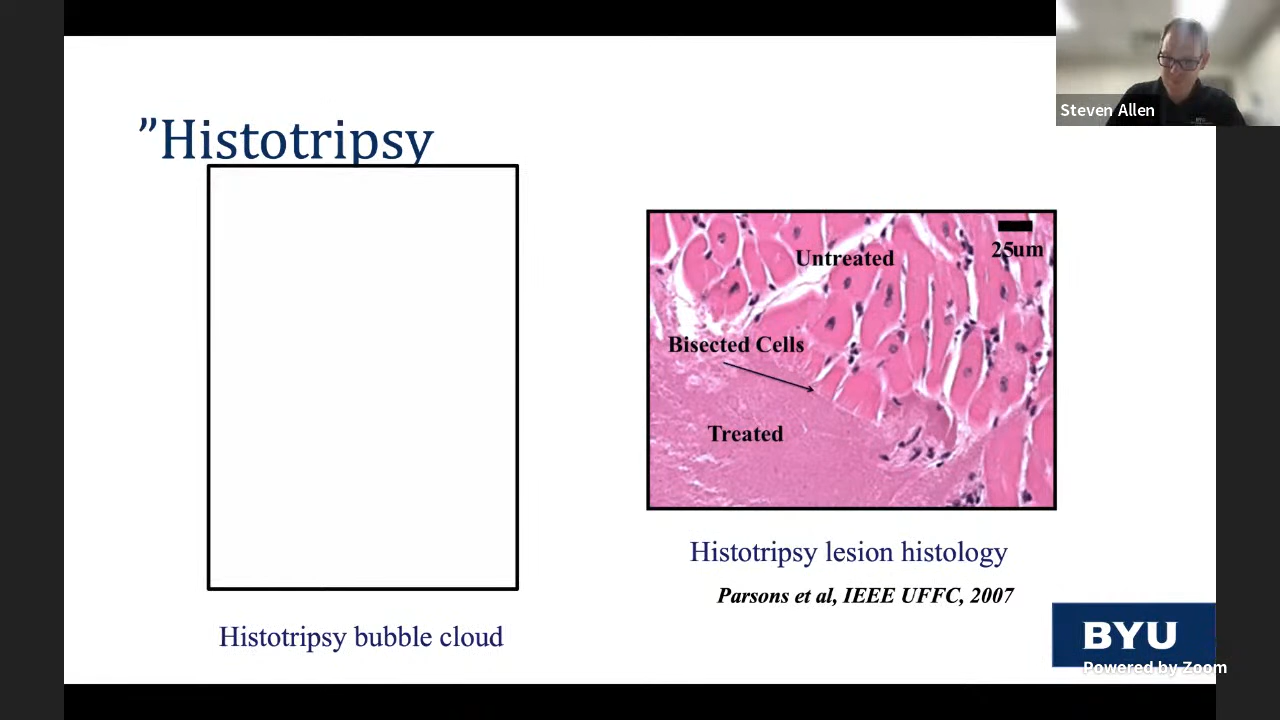 Steven Allen
”Histotripsy
Untreated
25um
Bisected Cells
Treated
Histotripsy lesion histology
Parsons et al, IEEE UFFC, 2007
Histotripsy bubble cloud
BYU
Powered by Zoom